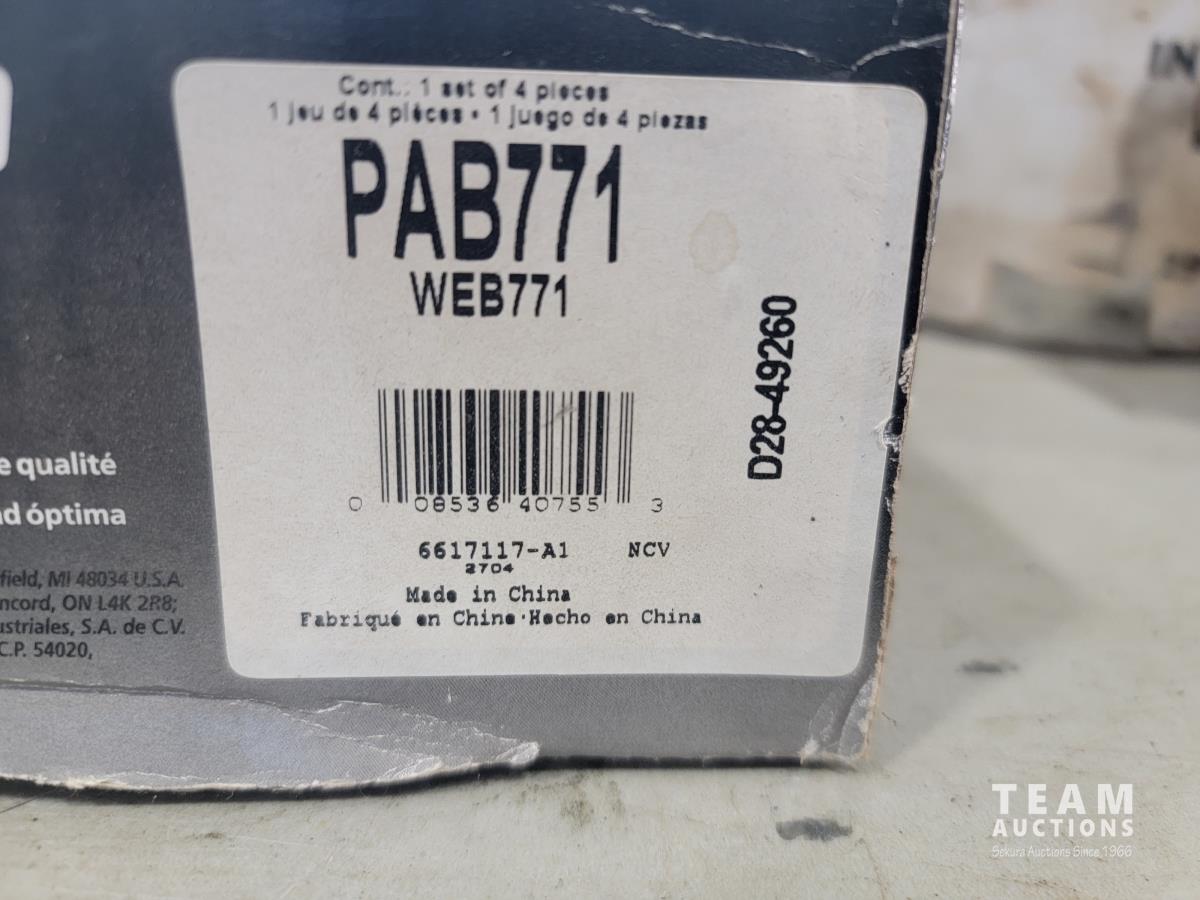 Cont.: 1 set of 4 pieces
1 jeu de 4 pièces • 1 juego de 4 piezas
PAB771
WEB771
D28-49260
0 08536 40755 3
6617117-A1 NCV
2704
Made in China
Fabriqué en Chine·Hecho en China
e qualité
d óptima
field, MI 48034 U.S.A.
ncord, ON L4K 2R8;
ustriales, S.A. de C.V.
C.P. 54020,
IN
TEAM
AUCTIONS
Sekura Auctions Since 1966